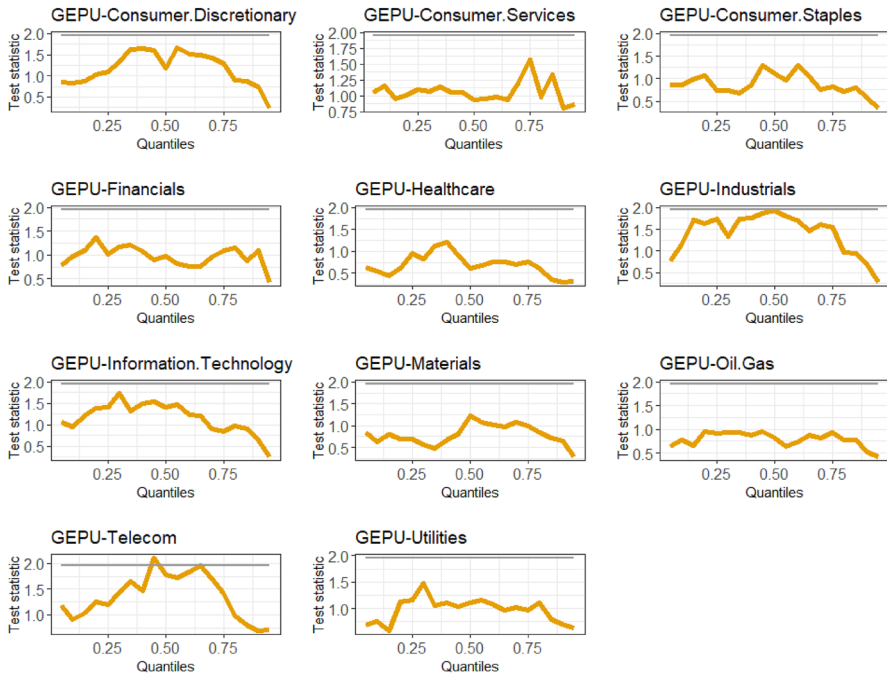 GEPU-Consumer.Discretionary
Test statistic
2.0
1.5
1.0
0.5
0.25 0.50 0.75
Quantiles
GEPU-Consumer.Services
Test statistic
2.00
1.75
1.50
1.25
1.00
0.75
0.25 0.50 0.75
Quantiles
GEPU-Consumer.Staples
Test statistic
2.0
1.5
1.0
0.5
0.25 0.50 0.75
Quantiles
GEPU-Financials
Test statistic
2.0
1.5
1.0
0.5
0.25 0.50 0.75
Quantiles
GEPU-Healthcare
Test statistic
2.0
1.5
1.0
0.5
0.25 0.50 0.75
Quantiles
GEPU-Industrials
Test statistic
2.0
1.5
1.0
0.5
0.25 0.50 0.75
Quantiles
GEPU-Information.Technology
Test statistic
2.0
1.5
1.0
0.5
0.25 0.50 0.75
Quantiles
GEPU-Materials
Test statistic
2.0
1.5
1.0
0.5
0.25 0.50 0.75
Quantiles
GEPU-Oil.Gas
Test statistic
2.0
1.5
1.0
0.5
0.25 0.50 0.75
Quantiles
GEPU-Telecom
Test statistic
2.0
1.5
1.0
0.25 0.50 0.75
Quantiles
GEPU-Utilities
Test statistic
2.0
1.5
1.0
0.25 0.50 0.75
Quantiles